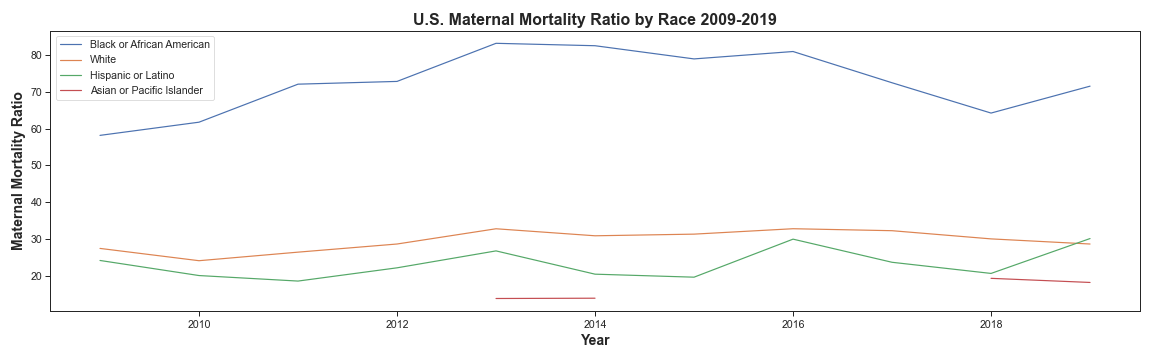 U.S. Maternal Mortality Ratio by Race 2009-2019
Black or African American
White
Hispanic or Latino
Asian or Pacific Islander
Maternal Mortality Ratio
80
70
60
50
40
30
20
2010
2012
2014
2016
2018
Year